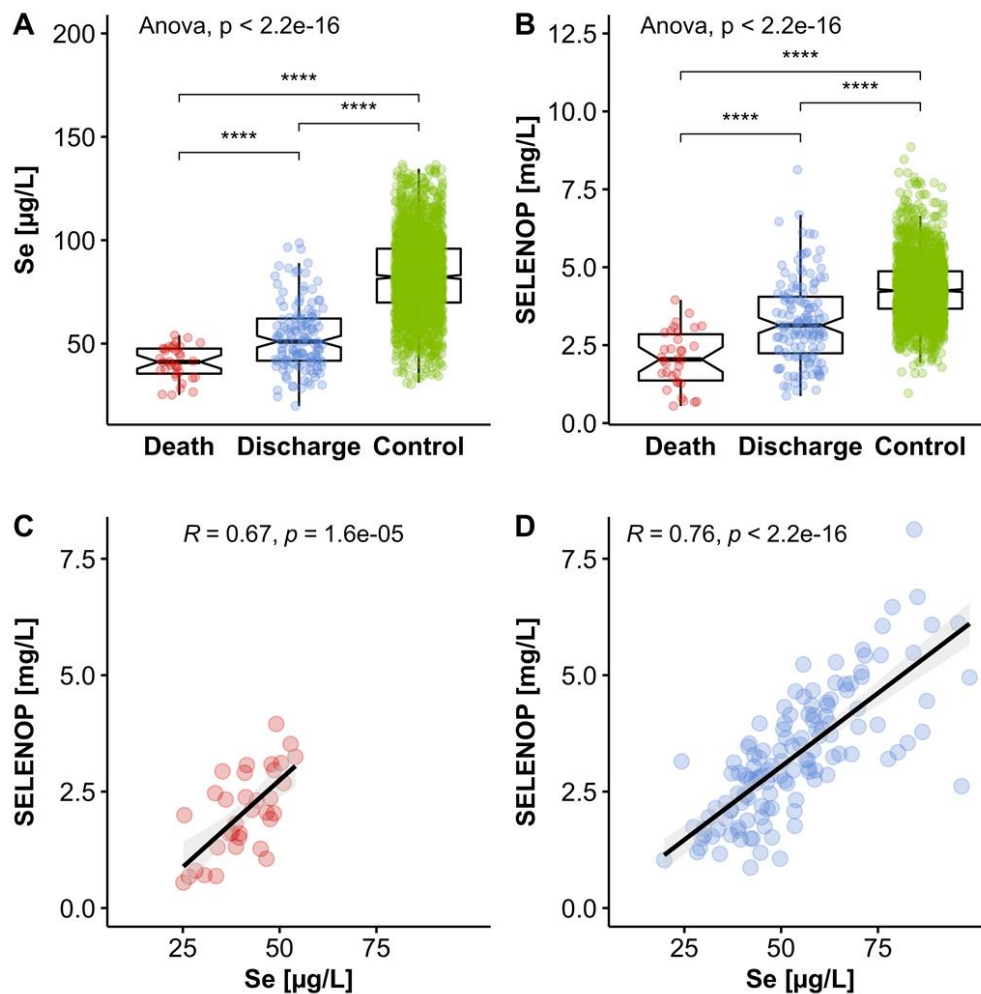 A
Anova, p < 2.2e-16
Se [µg/L]
200
150
100
50
****
****
****
Death Discharge Control
B
Anova, p < 2.2e-16
SELENOP [mg/L]
12.5
10.0
7.5
5.0
2.5
0.0
****
****
****
Death Discharge Control
C
R = 0.67, p = 1.6e-05
SELENOP [mg/L]
7.5
5.0
2.5
0.0
25 50 75
Se [µg/L]
D
R = 0.76, p < 2.2e-16
SELENOP [mg/L]
7.5
5.0
2.5
0.0
25 50 75
Se [µg/L]